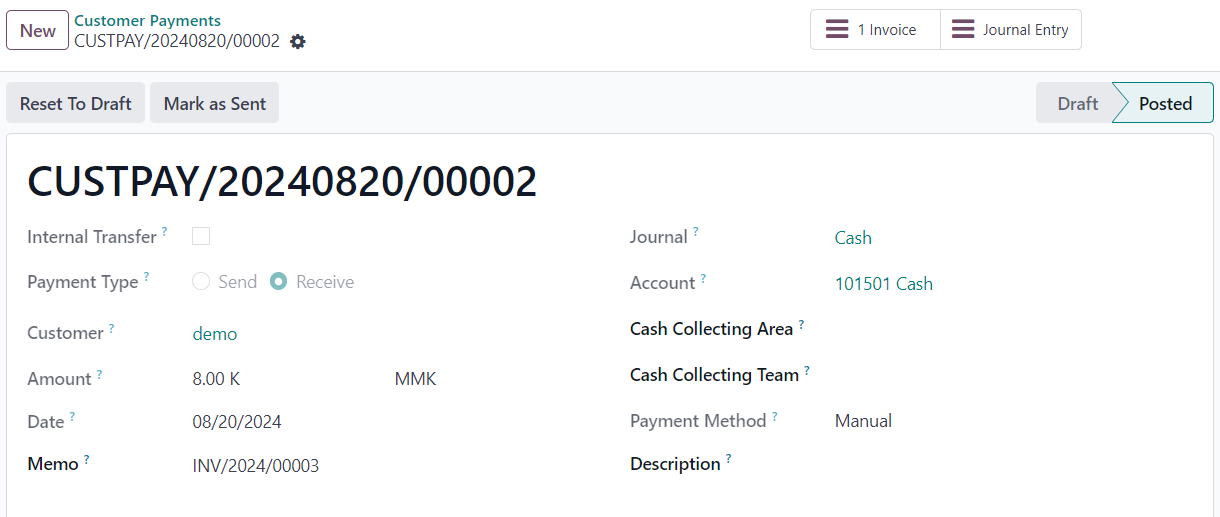 New
Customer Payments
CUSTPAY/20240820/00002
1 Invoice
Journal Entry
Reset To Draft
Mark as Sent
Draft
Posted
CUSTPAY/20240820/00002
Internal Transfer ?
Payment Type ? Send Receive
Customer ? demo
Amount ? 8.00 K MMK
Date ? 08/20/2024
Memo ? INV/2024/00003
Journal ? Cash
Account ? 101501 Cash
Cash Collecting Area ?
Cash Collecting Team ?
Payment Method ? Manual
Description ?